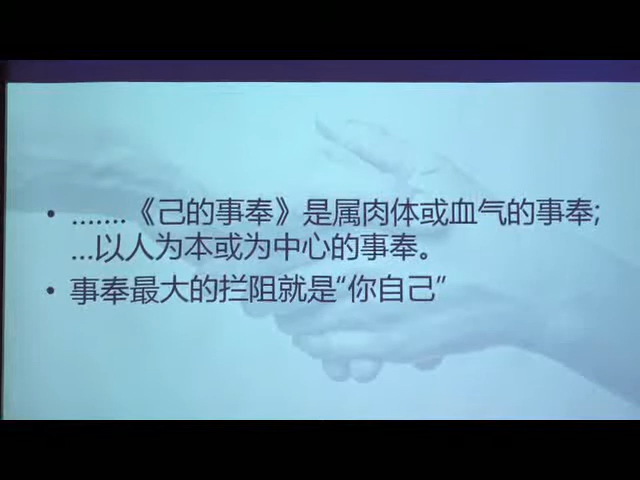 • .......《己的事奉》是属肉体或血气的事奉;
...以人为本或为中心的事奉。
• 事奉最大的拦阻就是“你自己”